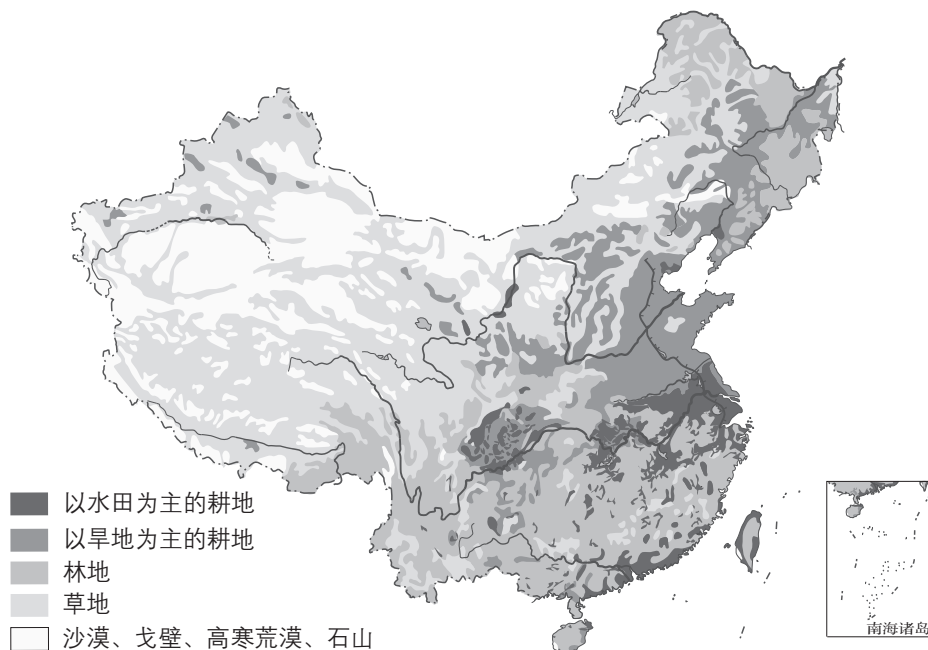 以水田为主的耕地
以旱地为主的耕地
林地
草地
沙漠、戈壁、高寒荒漠、石山
南海诸岛